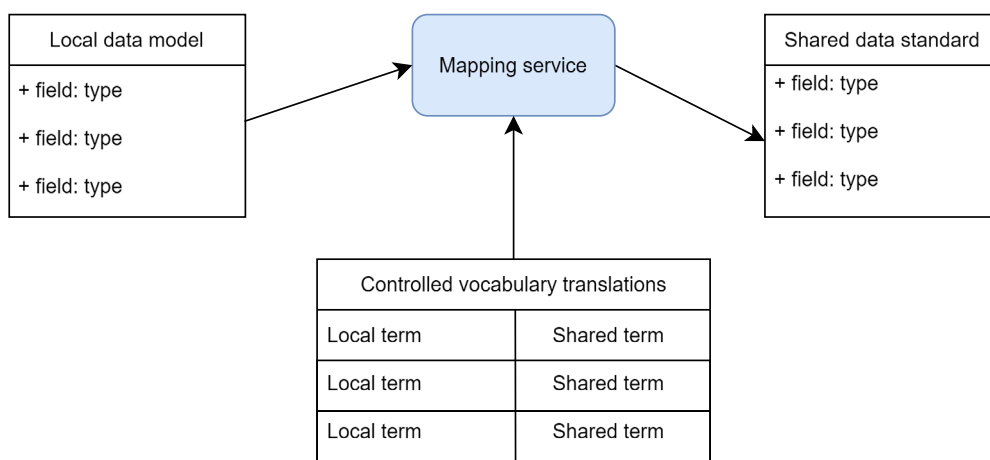 Local data model
+ field: type
+ field: type
+ field: type
Mapping service
Shared data standard
+ field: type
+ field: type
+ field: type
Controlled vocabulary translations
Local term Shared term
Local term Shared term
Local term Shared term